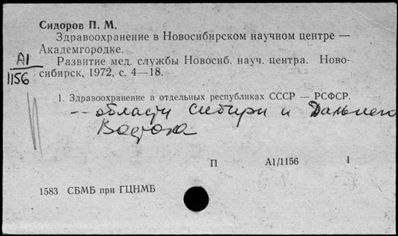 Сидоров П. М.
Здравоохранение в Новосибирском научном центре —
Академгородке.
Развитие мед. службы Новосиб. науч. центра. Ново-
сибирск, 1972, с. 4—18.
А1/
1156
1. Здравоохранение в отдельных республиках СССР — РСФСР.
-- области Сибири и Дальнего
Востока
П А1/1156 1
1583 СБМБ при ГЦНМБ